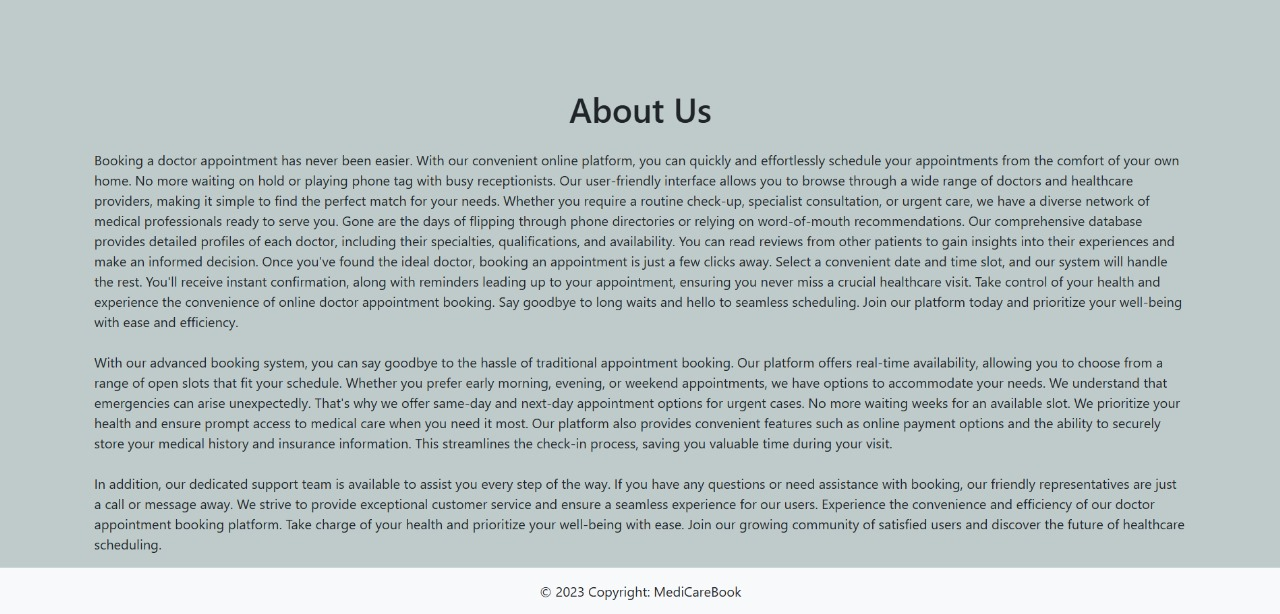 About Us
Booking a doctor appointment has never been easier. With our convenient online platform, you can quickly and effortlessly schedule your appointments from the comfort of your own
home. No more waiting on hold or playing phone tag with busy receptionists. Our user-friendly interface allows you to browse through a wide range of doctors and healthcare
providers, making it simple to find the perfect match for your needs. Whether you require a routine check-up, specialist consultation, or urgent care, we have a diverse network of
medical professionals ready to serve you. Gone are the days of flipping through phone directories or relying on word-of-mouth recommendations. Our comprehensive database
provides detailed profiles of each doctor, including their specialties, qualifications, and availability. You can read reviews from other patients to gain insights into their experiences and
make an informed decision. Once you've found the ideal doctor, booking an appointment is just a few clicks away. Select a convenient date and time slot, and our system will handle
the rest. You'll receive instant confirmation, along with reminders leading up to your appointment, ensuring you never miss a crucial healthcare visit. Take control of your health and
experience the convenience of online doctor appointment booking. Say goodbye to long waits and hello to seamless scheduling. Join our platform today and prioritize your well-being
with ease and efficiency.
With our advanced booking system, you can say goodbye to the hassle of traditional appointment booking. Our platform offers real-time availability, allowing you to choose from a
range of open slots that fit your schedule. Whether you prefer early morning, evening, or weekend appointments, we have options to accommodate your needs. We understand that
emergencies can arise unexpectedly. That's why we offer same-day and next-day appointment options for urgent cases. No more waiting weeks for an available slot. We prioritize your
health and ensure prompt access to medical care when you need it most. Our platform also provides convenient features such as online payment options and the ability to securely
store your medical history and insurance information. This streamlines the check-in process, saving you valuable time during your visit.
In addition, our dedicated support team is available to assist you every step of the way. If you have any questions or need assistance with booking, our friendly representatives are just
a call or message away. We strive to provide exceptional customer service and ensure a seamless experience for our users. Experience the convenience and efficiency of our doctor
appointment booking platform. Take charge of your health and prioritize your well-being with ease. Join our growing community of satisfied users and discover the future of healthcare
scheduling.
© 2023 Copyright: MediCareBook